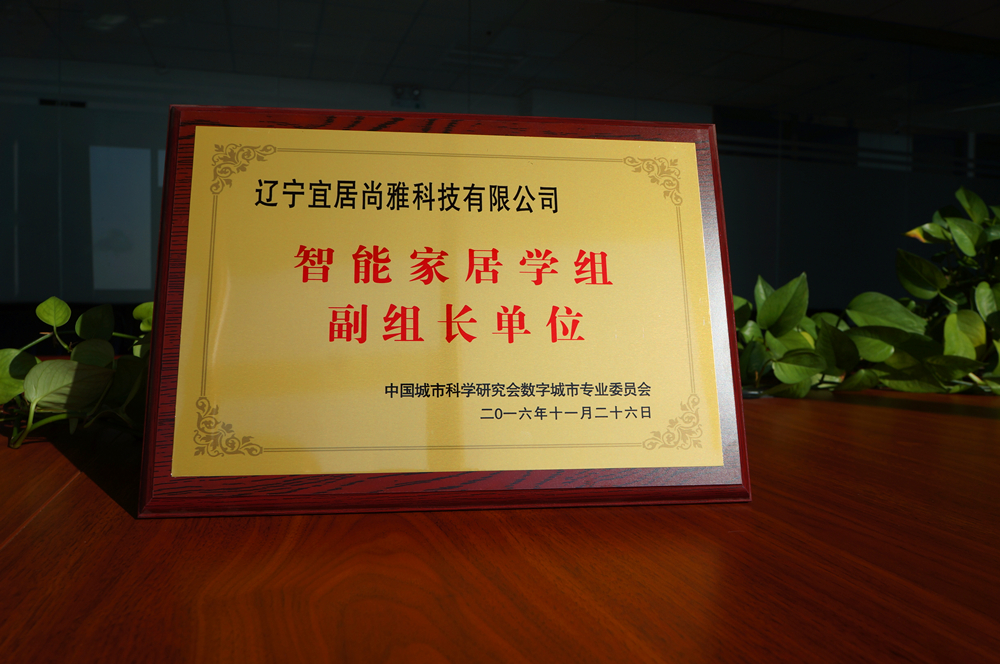 辽宁宜居尚雅科技有限公司
智能家居学组
副组长单位
中国城市科学研究会数字城市专业委员会
二〇一六年十一月二十六日